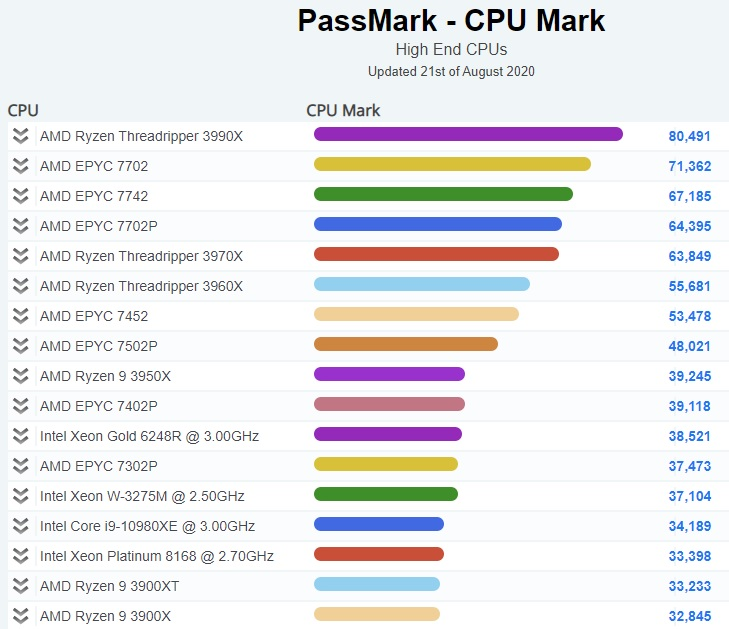 PassMark - CPU Mark
High End CPUs
Updated 21st of August 2020
CPU CPU Mark
AMD Ryzen Threadripper 3990X 80,491
AMD EPYC 7702 71,362
AMD EPYC 7742 67,185
AMD EPYC 7702P 64,395
AMD Ryzen Threadripper 3970X 63,849
AMD Ryzen Threadripper 3960X 55,681
AMD EPYC 7452 53,478
AMD EPYC 7502P 48,021
AMD Ryzen 9 3950X 39,245
AMD EPYC 7402P 39,118
Intel Xeon Gold 6248R @ 3.00GHz 38,521
AMD EPYC 7302P 37,473
Intel Xeon W-3275M @ 2.50GHz 37,104
Intel Core i9-10980XE @ 3.00GHz 34,189
Intel Xeon Platinum 8168 @ 2.70GHz 33,398
AMD Ryzen 9 3900XT 33,233
AMD Ryzen 9 3900X 32,845